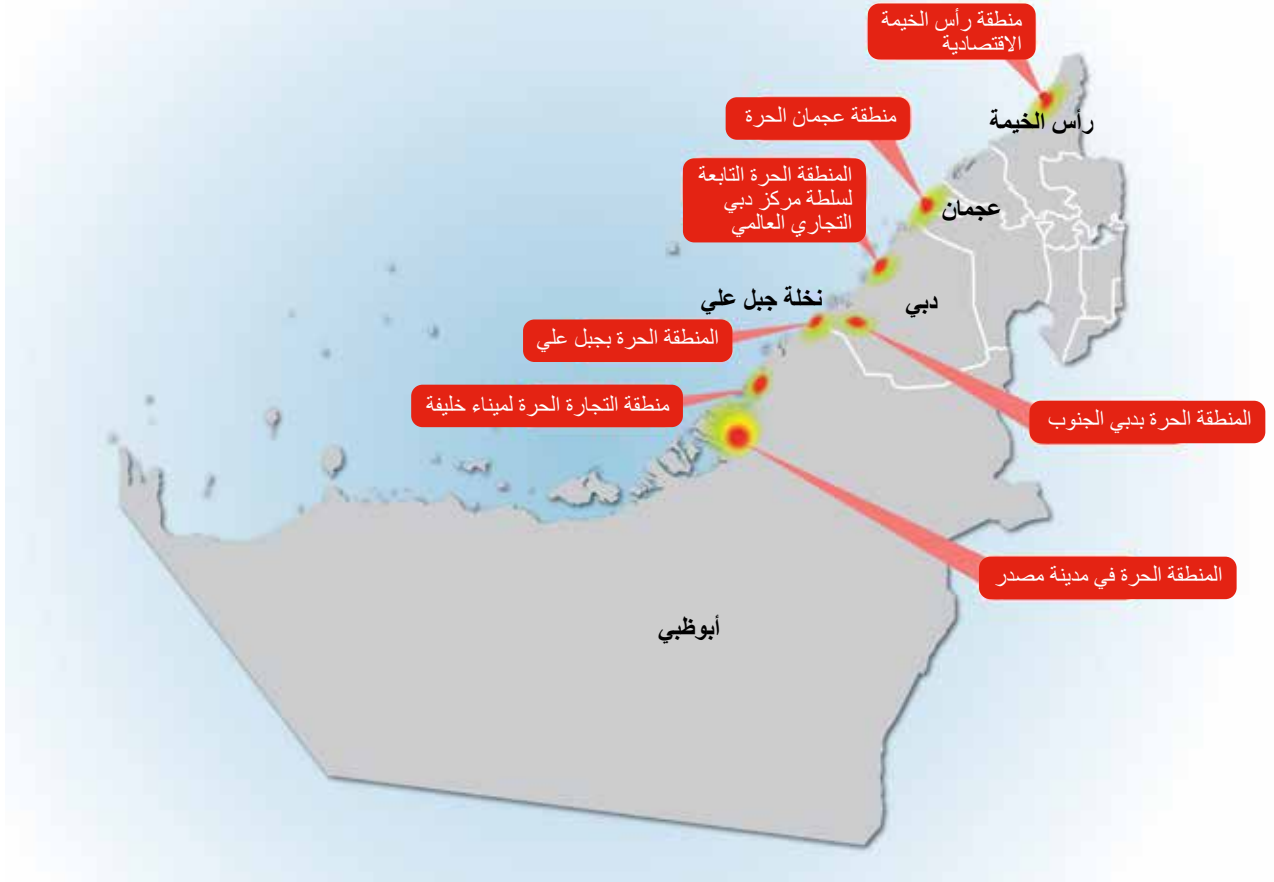 منطقة رأس الخيمة
الاقتصادية
رأس الخيمة
منطقة عجمان الحرة
المنطقة الحرة التابعة
لسلطة مركز دبي
التجاري العالمي
عجمان
نخلة جبل علي
دبي
المنطقة الحرة بجبل علي
منطقة التجارة الحرة لميناء خليفة
المنطقة الحرة بدبي الجنوب
المنطقة الحرة في مدينة مصدر
أبوظبي